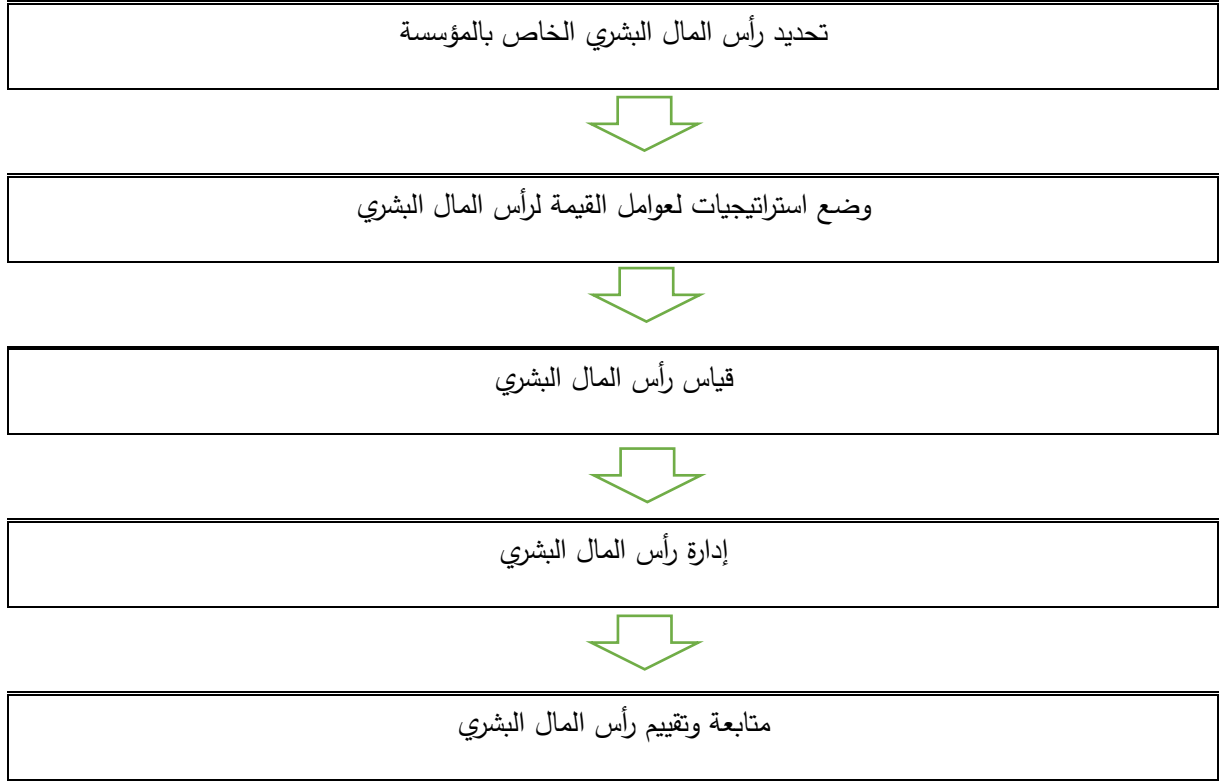 تحديد رأس المال البشري الخاص بالمؤسسة
وضع استراتيجيات لعوامل القيمة لرأس المال البشري
قياس رأس المال البشري
إدارة رأس المال البشري
متابعة وتقييم رأس المال البشري